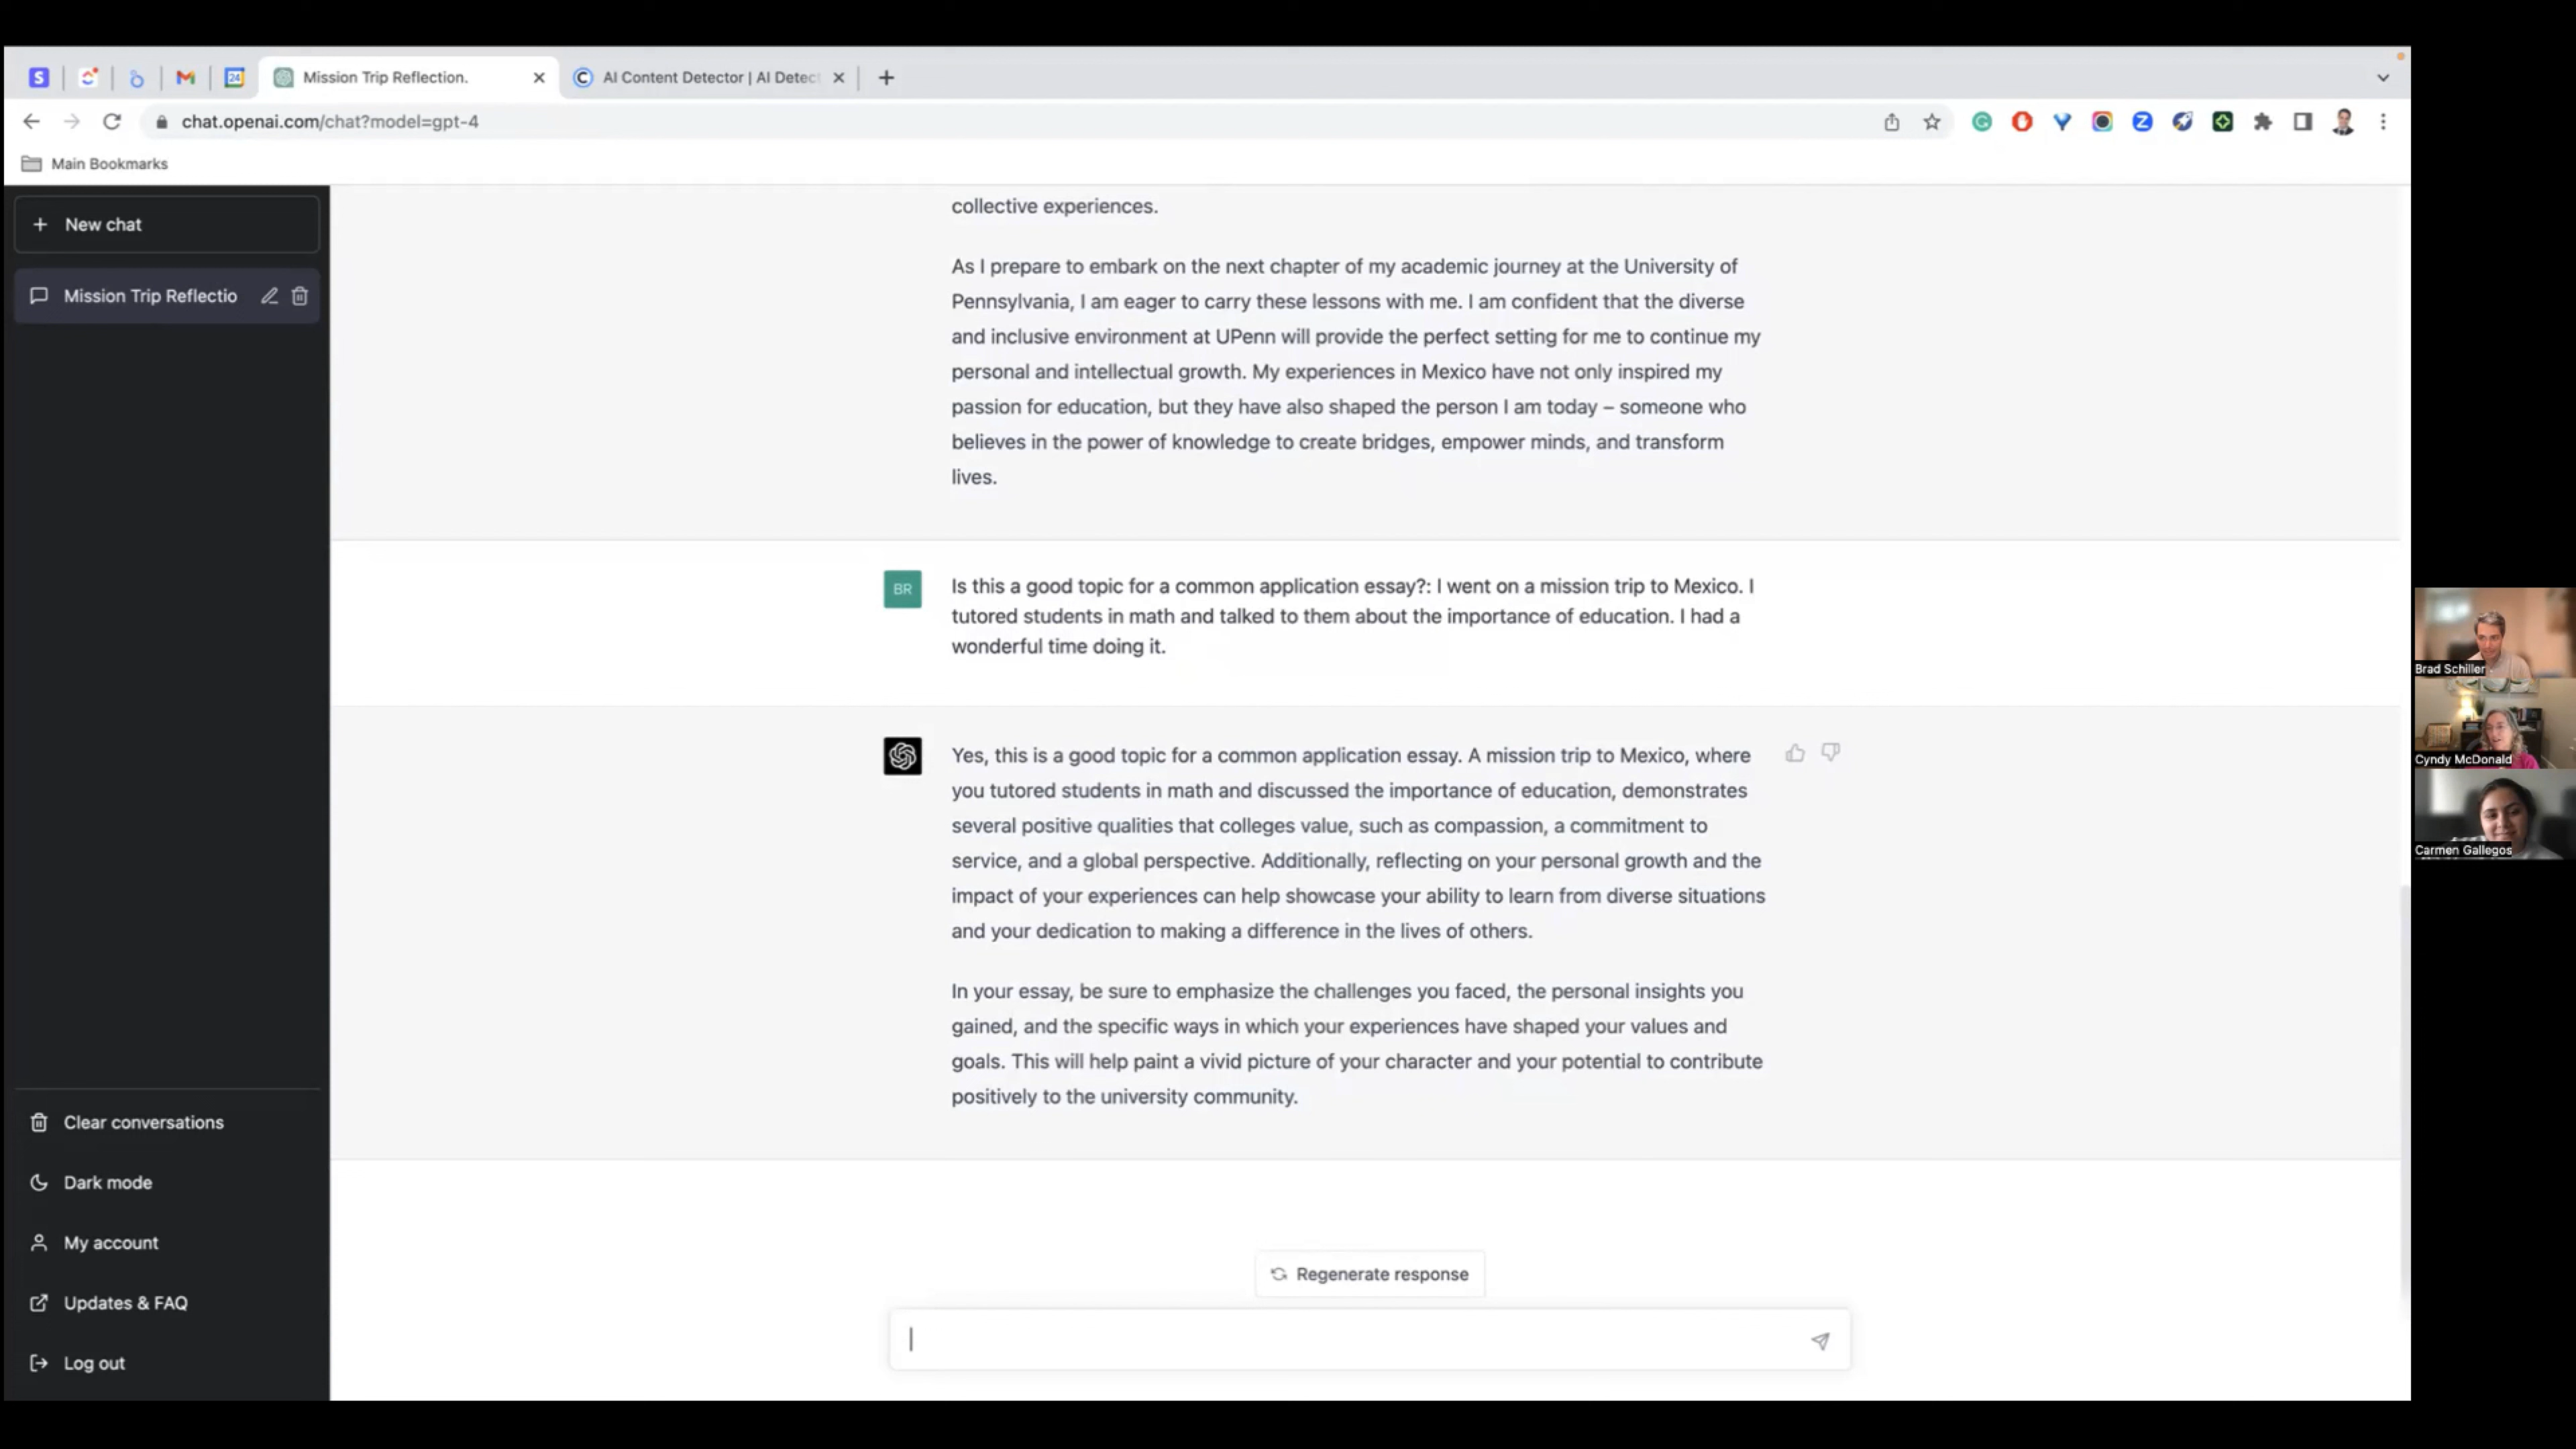 Mission Trip Reflection.
AI Content Detector | AI Detect
chat.openai.com/chat?model=gpt-4
Main Bookmarks
New chat
Mission Trip Reflectio
collective experiences.
As I prepare to embark on the next chapter of my academic journey at the University of
Pennsylvania, I am eager to carry these lessons with me. I am confident that the diverse
and inclusive environment at UPenn will provide the perfect setting for me to continue my
personal and intellectual growth. My experiences in Mexico have not only inspired my
passion for education, but they have also shaped the person I am today – someone who
believes in the power of knowledge to create bridges, empower minds, and transform
lives.
BR
Is this a good topic for a common application essay?: I went on a mission trip to Mexico. I
tutored students in math and talked to them about the importance of education. I had a
wonderful time doing it.
Yes, this is a good topic for a common application essay. A mission trip to Mexico, where
you tutored students in math and discussed the importance of education, demonstrates
several positive qualities that colleges value, such as compassion, a commitment to
service, and a global perspective. Additionally, reflecting on your personal growth and the
impact of your experiences can help showcase your ability to learn from diverse situations
and your dedication to making a difference in the lives of others.
In your essay, be sure to emphasize the challenges you faced, the personal insights you
gained, and the specific ways in which your experiences have shaped your values and
goals. This will help paint a vivid picture of your character and your potential to contribute
positively to the university community.
Clear conversations
Dark mode
My account
Updates & FAQ
Log out
Regenerate response
Brad Schiller
Cyndy McDonald
Carmen Gallegos
S
24